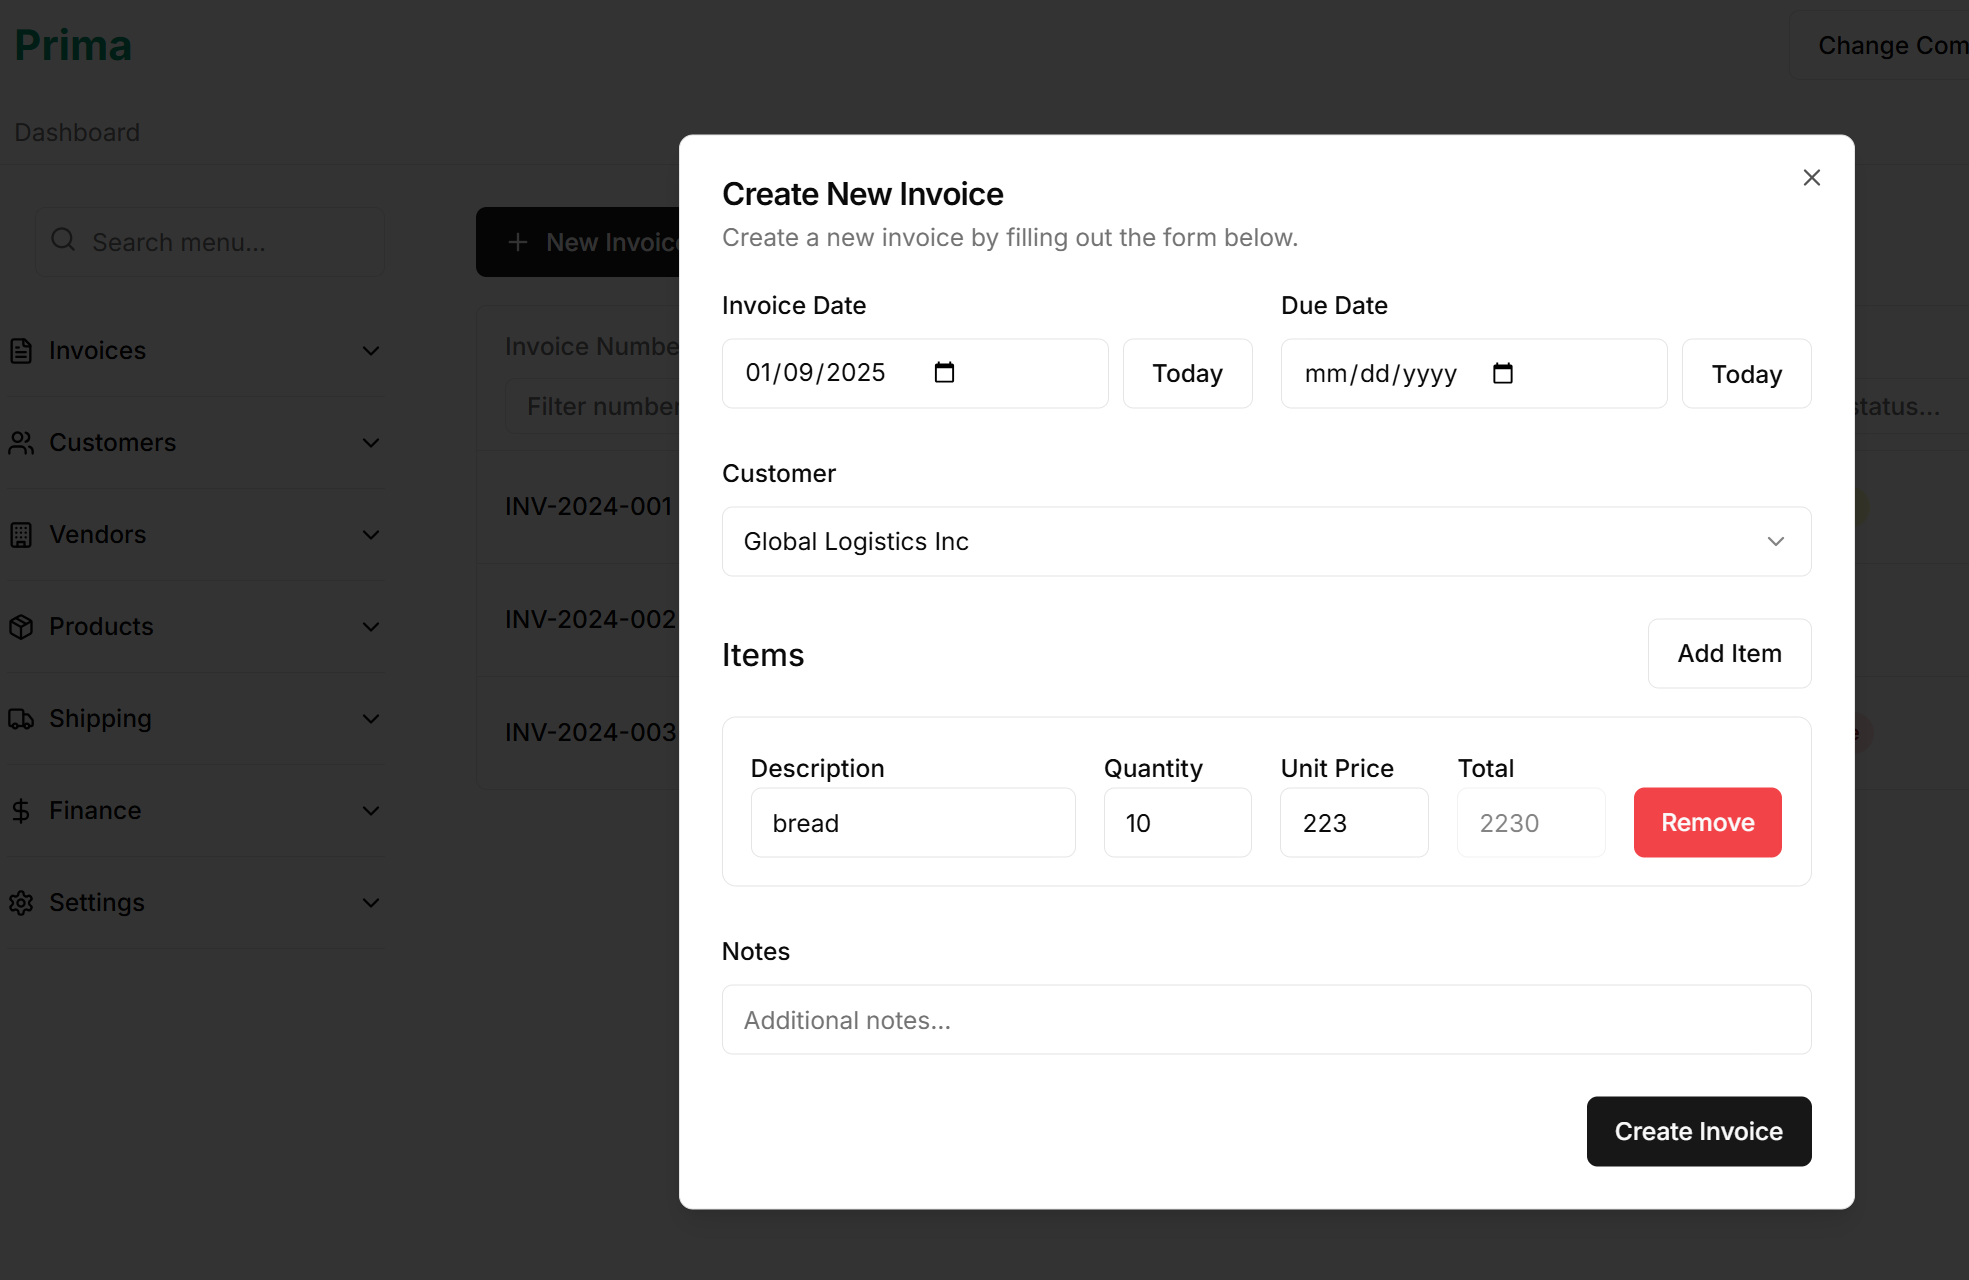 Prima
Change Com
Dashboard
Search menu...
Invoices
Customers
Vendors
Products
Shipping
Finance
Settings
New Invoic
Invoice Numbe
Filter number
status...
INV-2024-001
INV-2024-002
INV-2024-003
Create New Invoice
Create a new invoice by filling out the form below.
Invoice Date
Due Date
01/09/2025
Today
mm/dd/yyyy
Today
Customer
Global Logistics Inc
Items
Add Item
Description
Quantity
Unit Price
Total
bread
10
223
2230
Remove
Notes
Additional notes...
Create Invoice